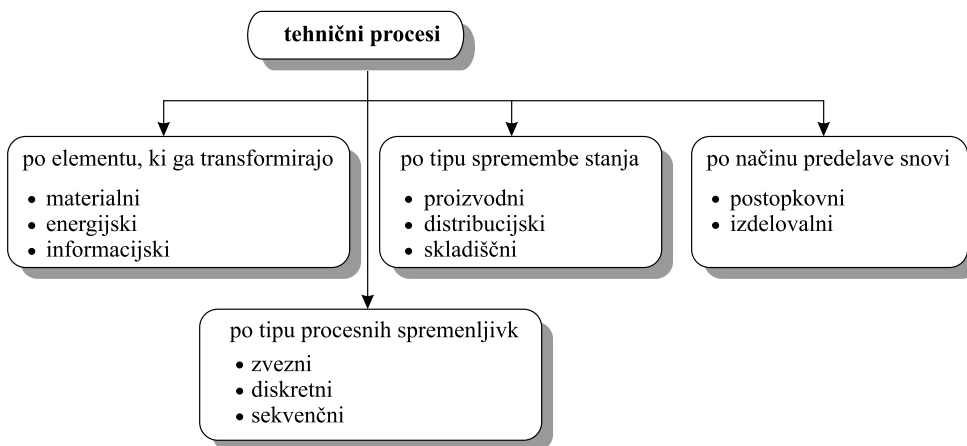 tehnični procesi
po elementu, ki ga transformirajo
• materialni
• energijski
• informacijski
po tipu spremembe stanja
• proizvodni
• distribucijski
• skladiščni
po načinu predelave snovi
• postopkovni
• izdelovalni
po tipu procesnih spremenljivk
• zvezni
• diskretni
• sekvenčni